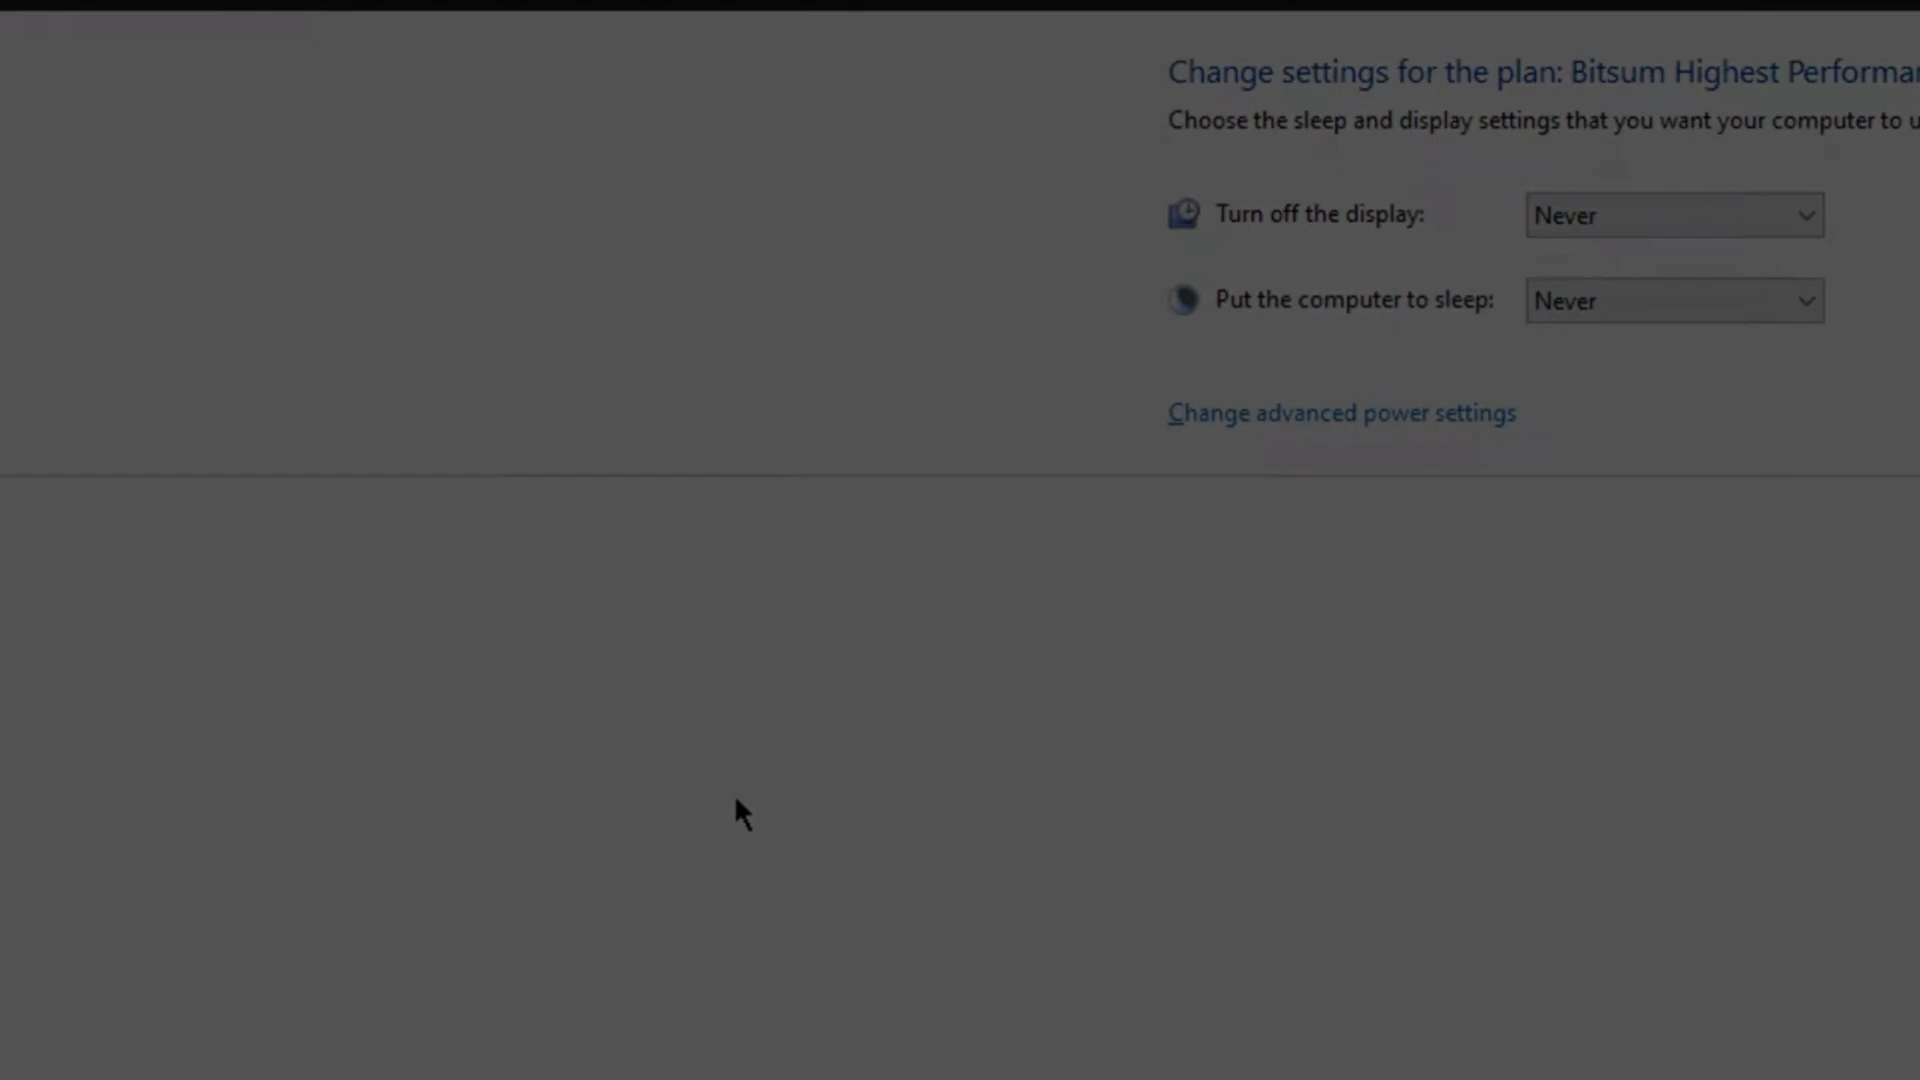 Change settings for the plan: Bitsum Highest
Choose the sleep and display settings that you want your computer to
Turn off the display: Never
Put the computer to sleep: Never
Change advanced power settings